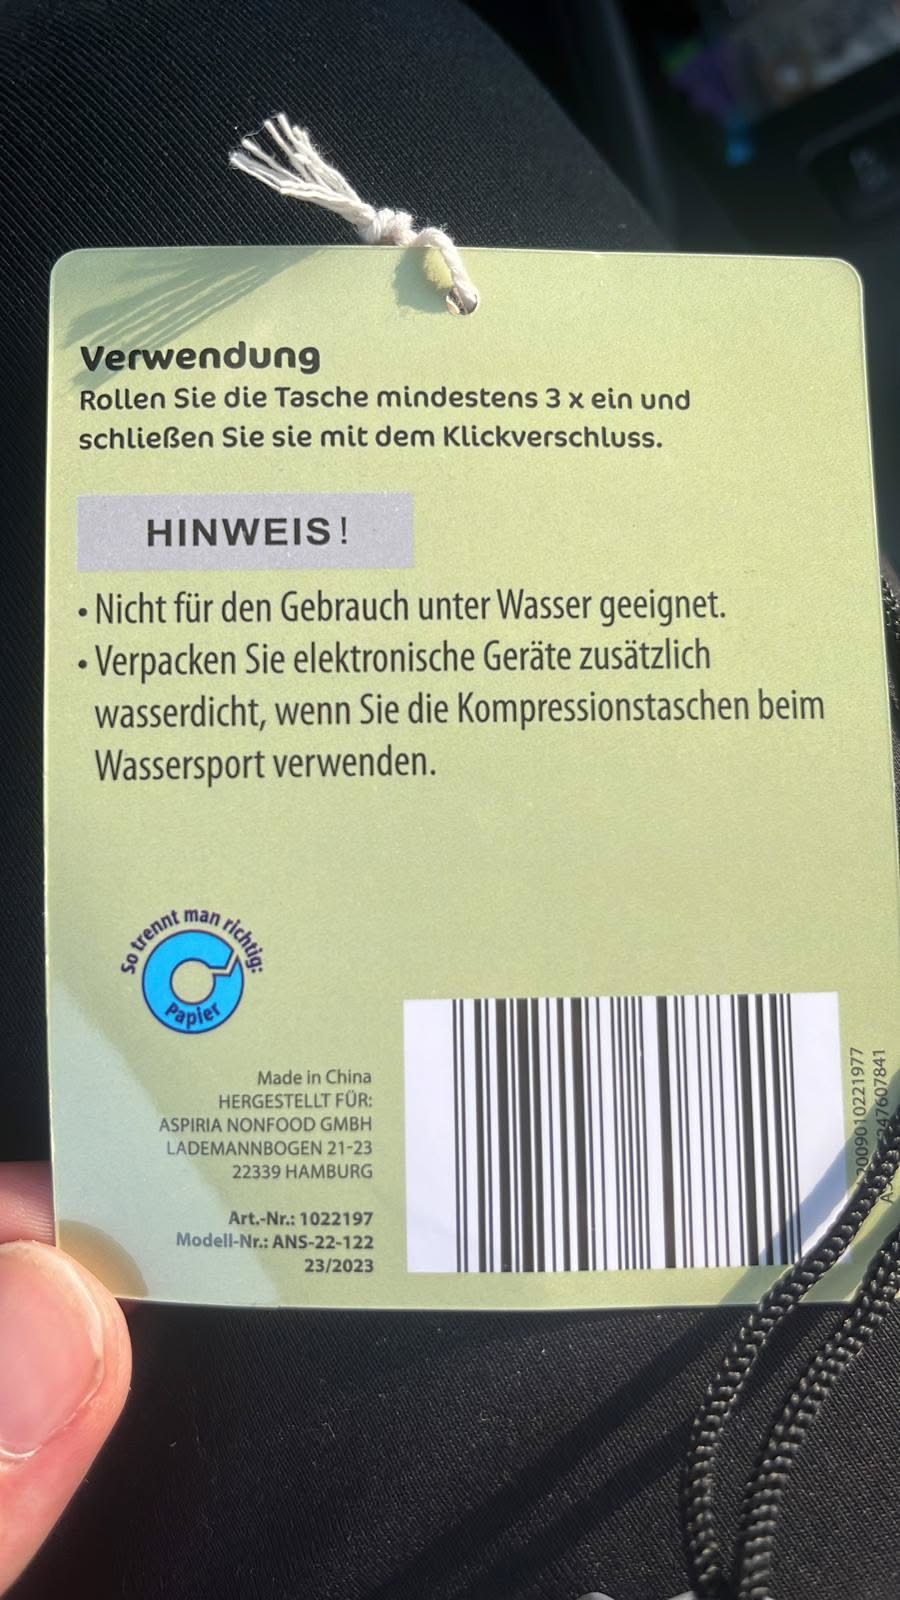 Verwendung
Rollen Sie die Tasche mindestens 3 x ein und
schließen Sie sie mit dem Klickverschluss.
HINWEIS!
• Nicht für den Gebrauch unter Wasser geeignet.
• Verpacken Sie elektronische Geräte zusätzlich
wasserdicht, wenn Sie die Kompressionstaschen beim
Wassersport verwenden.
So trennt man richtig:
Papier
Made in China
HERGESTELLT FÜR:
ASPIRIA NONFOOD GMBH
LADEMANNBOGEN 21-23
22339 HAMBURG
Art.-Nr.: 1022197
Modell-Nr.: ANS-22-122
23/2023